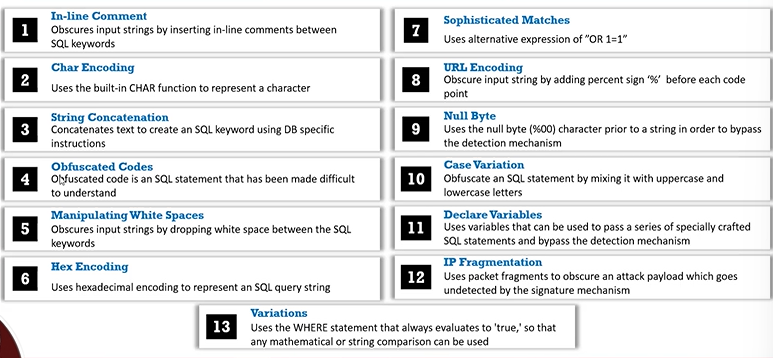 1
In-line Comment
Obscures input strings by inserting in-line comments between
SQL keywords
2
Char Encoding
Uses the built-in CHAR function to represent a character
3
String Concatenation
Concatenates text to create an SQL keyword using DB specific
instructions
4
Obfuscated Codes
Obfuscated code is an SQL statement that has been made difficult
to understand
5
Manipulating White Spaces
Obscures input strings by dropping white space between the SQL
keywords
6
Hex Encoding
Uses hexadecimal encoding to represent an SQL query string
7
Sophisticated Matches
Uses alternative expression of "OR 1=1"
8
URL Encoding
Obscure input string by adding percent sign '%' before each code
point
9
Null Byte
Uses the null byte (%00) character prior to a string in order to bypass
the detection mechanism
10
Case Variation
Obfuscate an SQL statement by mixing it with uppercase and
lowercase letters
11
Declare Variables
Uses variables that can be used to pass a series of specially crafted
SQL statements and bypass the detection mechanism
12
IP Fragmentation
Uses packet fragments to obscure an attack payload which goes
undetected by the signature mechanism
13
Variations
Uses the WHERE statement that always evaluates to 'true,' so that
any mathematical or string comparison can be used